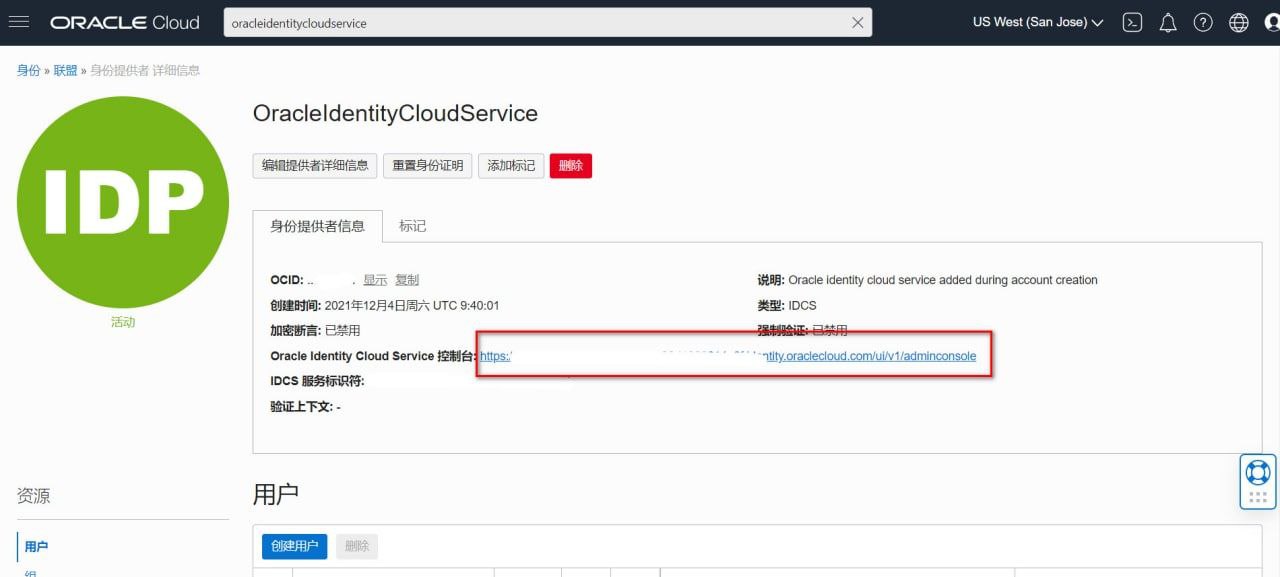 ORACLE Cloud
oracleidentitycloudservice
US West (San Jose)
身份 » 联盟 » 身份提供者 详细信息
IDP
活动
OracleIdentityCloudService
编辑提供者详细信息 重置身份证明 添加标记 删除
身份提供者信息 标记
OCID: .. . 显示 复制
创建时间: 2021年12月4日周六 UTC 9:40:01
加密断言: 已禁用
Oracle Identity Cloud Service 控制台: https:/ ntity.oraclecloud.com/ui/v1/adminconsole
IDCS 服务标识符:
验证上下文: -
说明: Oracle identity cloud service added during account creation
类型: IDCS
强制验证: 已禁用
资源
用户
组
用户
创建用户 删除